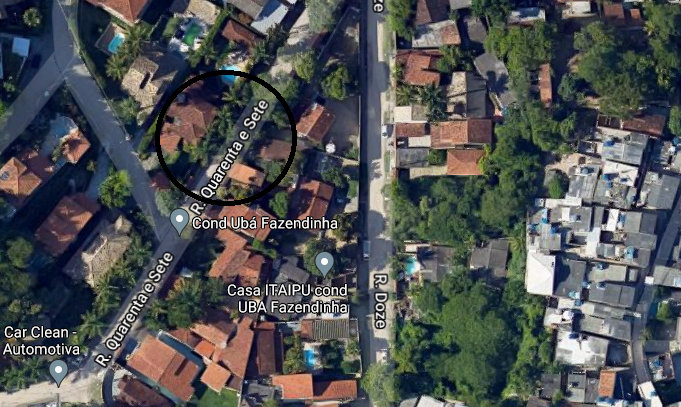 R. Quarenta e Sete
Cond Ubá Fazendinha
Casa ITAIPU cond
UBA Fazendinha
R. Doze
R. Quarenta e Sete
Car Clean -
Automotiva